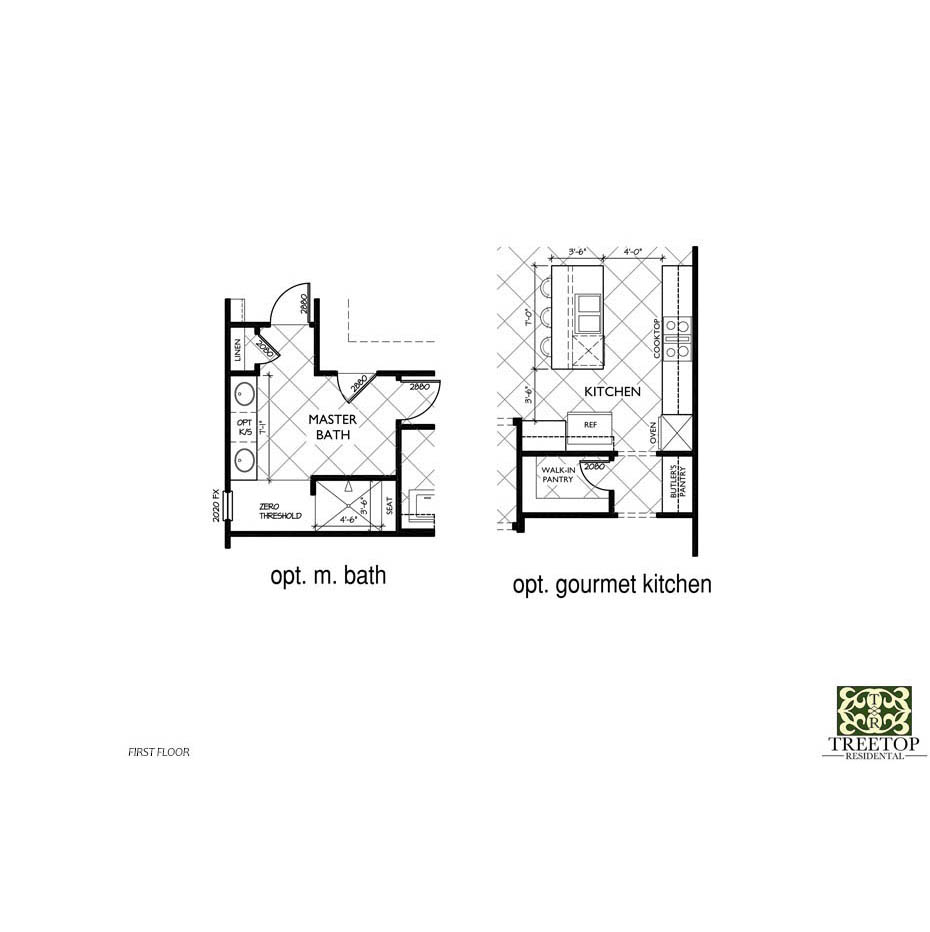 2880
LINEN
2080
2880
2880
OPT
K/S
7'-1"
MASTER
BATH
2020 FX
ZERO
THRESHOLD
4'-6"
3'-6"
SEAT
opt. m. bath
3'-6"
4'-0"
7'-0"
COOKTOP
3'-6"
KITCHEN
REF
OVEN
WALK-IN
PANTRY
2080
BUTLER'S
PANTRY
opt. gourmet kitchen
FIRST FLOOR
T
R
TREETOP
RESIDENTAL